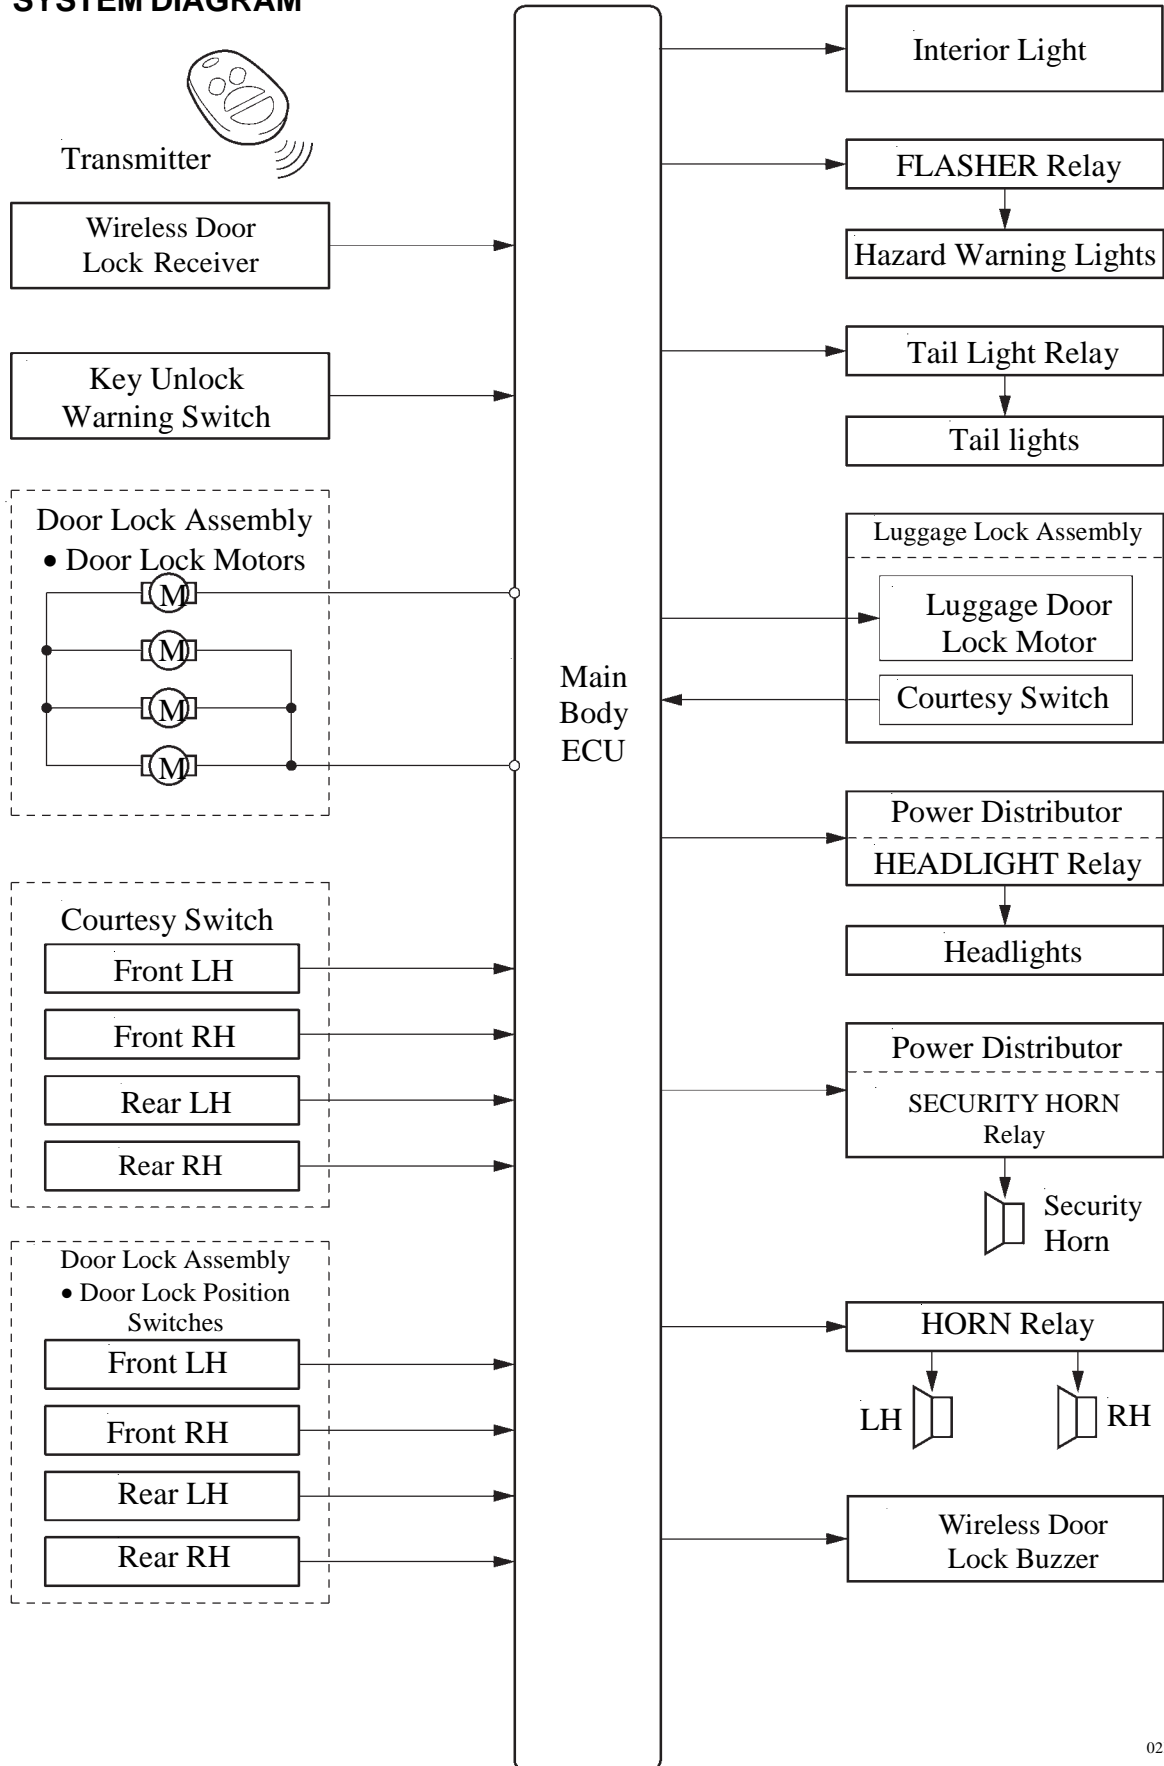 SYSTEM DIAGRAM
Transmitter
Wireless Door
Lock Receiver
Key Unlock
Warning Switch
Door Lock Assembly
• Door Lock Motors
M
M
M
M
Courtesy Switch
Front LH
Front RH
Rear LH
Rear RH
Door Lock Assembly
• Door Lock Position
Switches
Front LH
Front RH
Rear LH
Rear RH
Main
Body
ECU
Interior Light
FLASHER Relay
Hazard Warning Lights
Tail Light Relay
Tail lights
Luggage Lock Assembly
Luggage Door
Lock Motor
Courtesy Switch
Power Distributor
HEADLIGHT Relay
Headlights
Power Distributor
SECURITY HORN
Relay
Security
Horn
HORN Relay
LH
RH
Wireless Door
Lock Buzzer
02